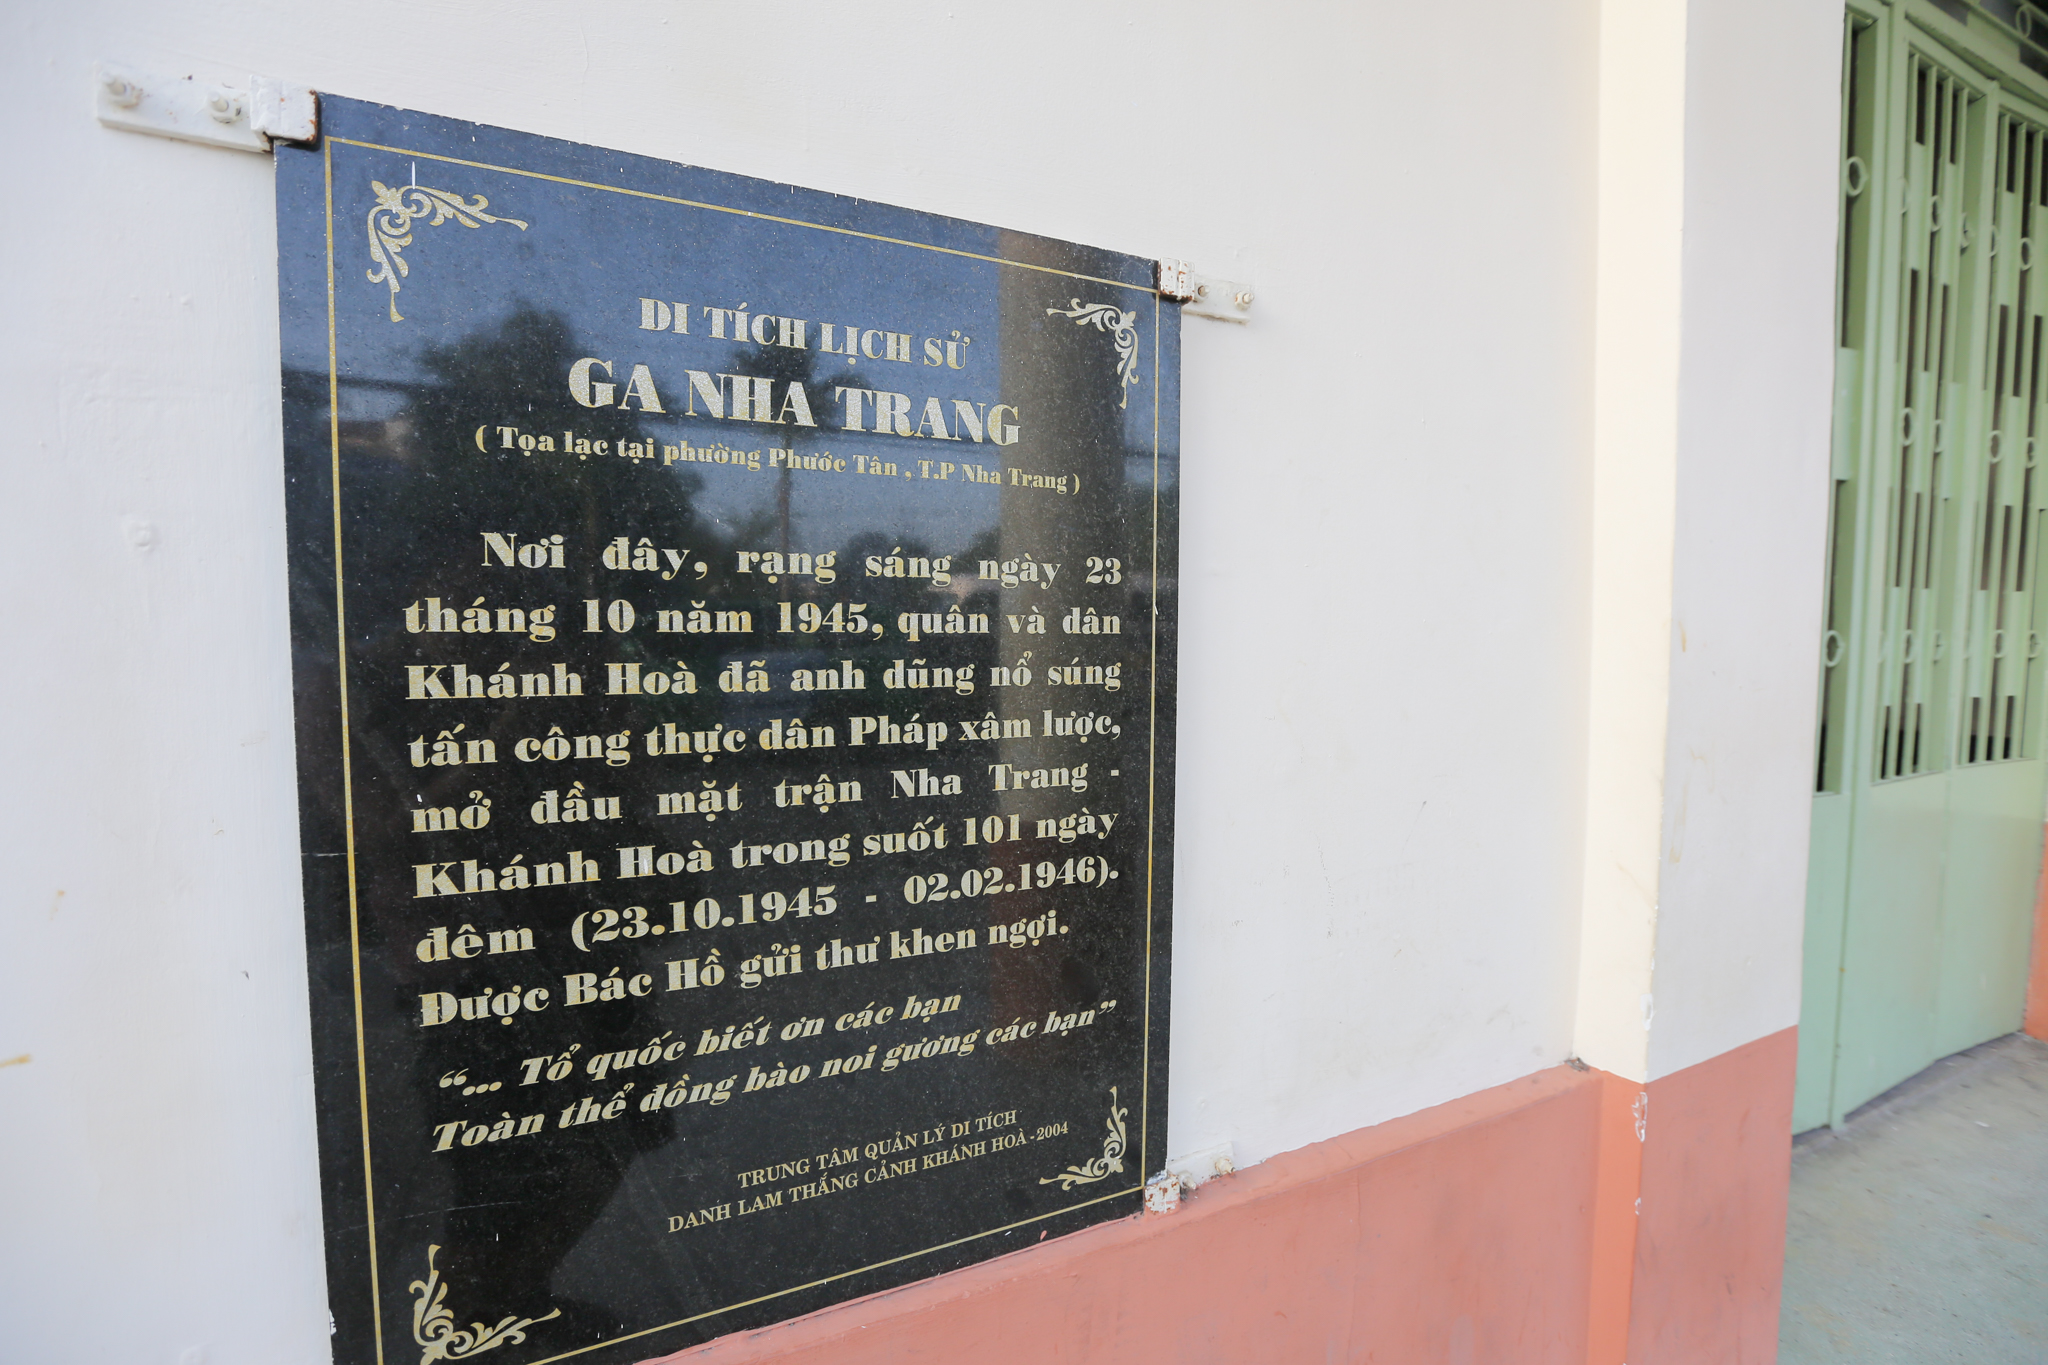 DI TÍCH LỊCH SỬ
GA NHA TRANG
( Tọa lạc tại phường Phước Tân , T.P Nha Trang )
Nơi đây, rạng sáng ngày 23
tháng 10 năm 1945, quân và dân
Khánh Hoà đã anh dũng nổ súng
tấn công thực dân Pháp xâm lược,
mở đầu mặt trận Nha Trang -
Khánh Hoà trong suốt 101 ngày
đêm (23.10.1945 - 02.02.1946).
Được Bác Hồ gửi thư khen ngợi.
“... Tổ quốc biết ơn các bạn
Toàn thể đồng bào noi gương các bạn”
TRUNG TÂM QUẢN LÝ DI TÍCH
DANH LAM THẮNG CẢNH KHÁNH HOÀ - 2004